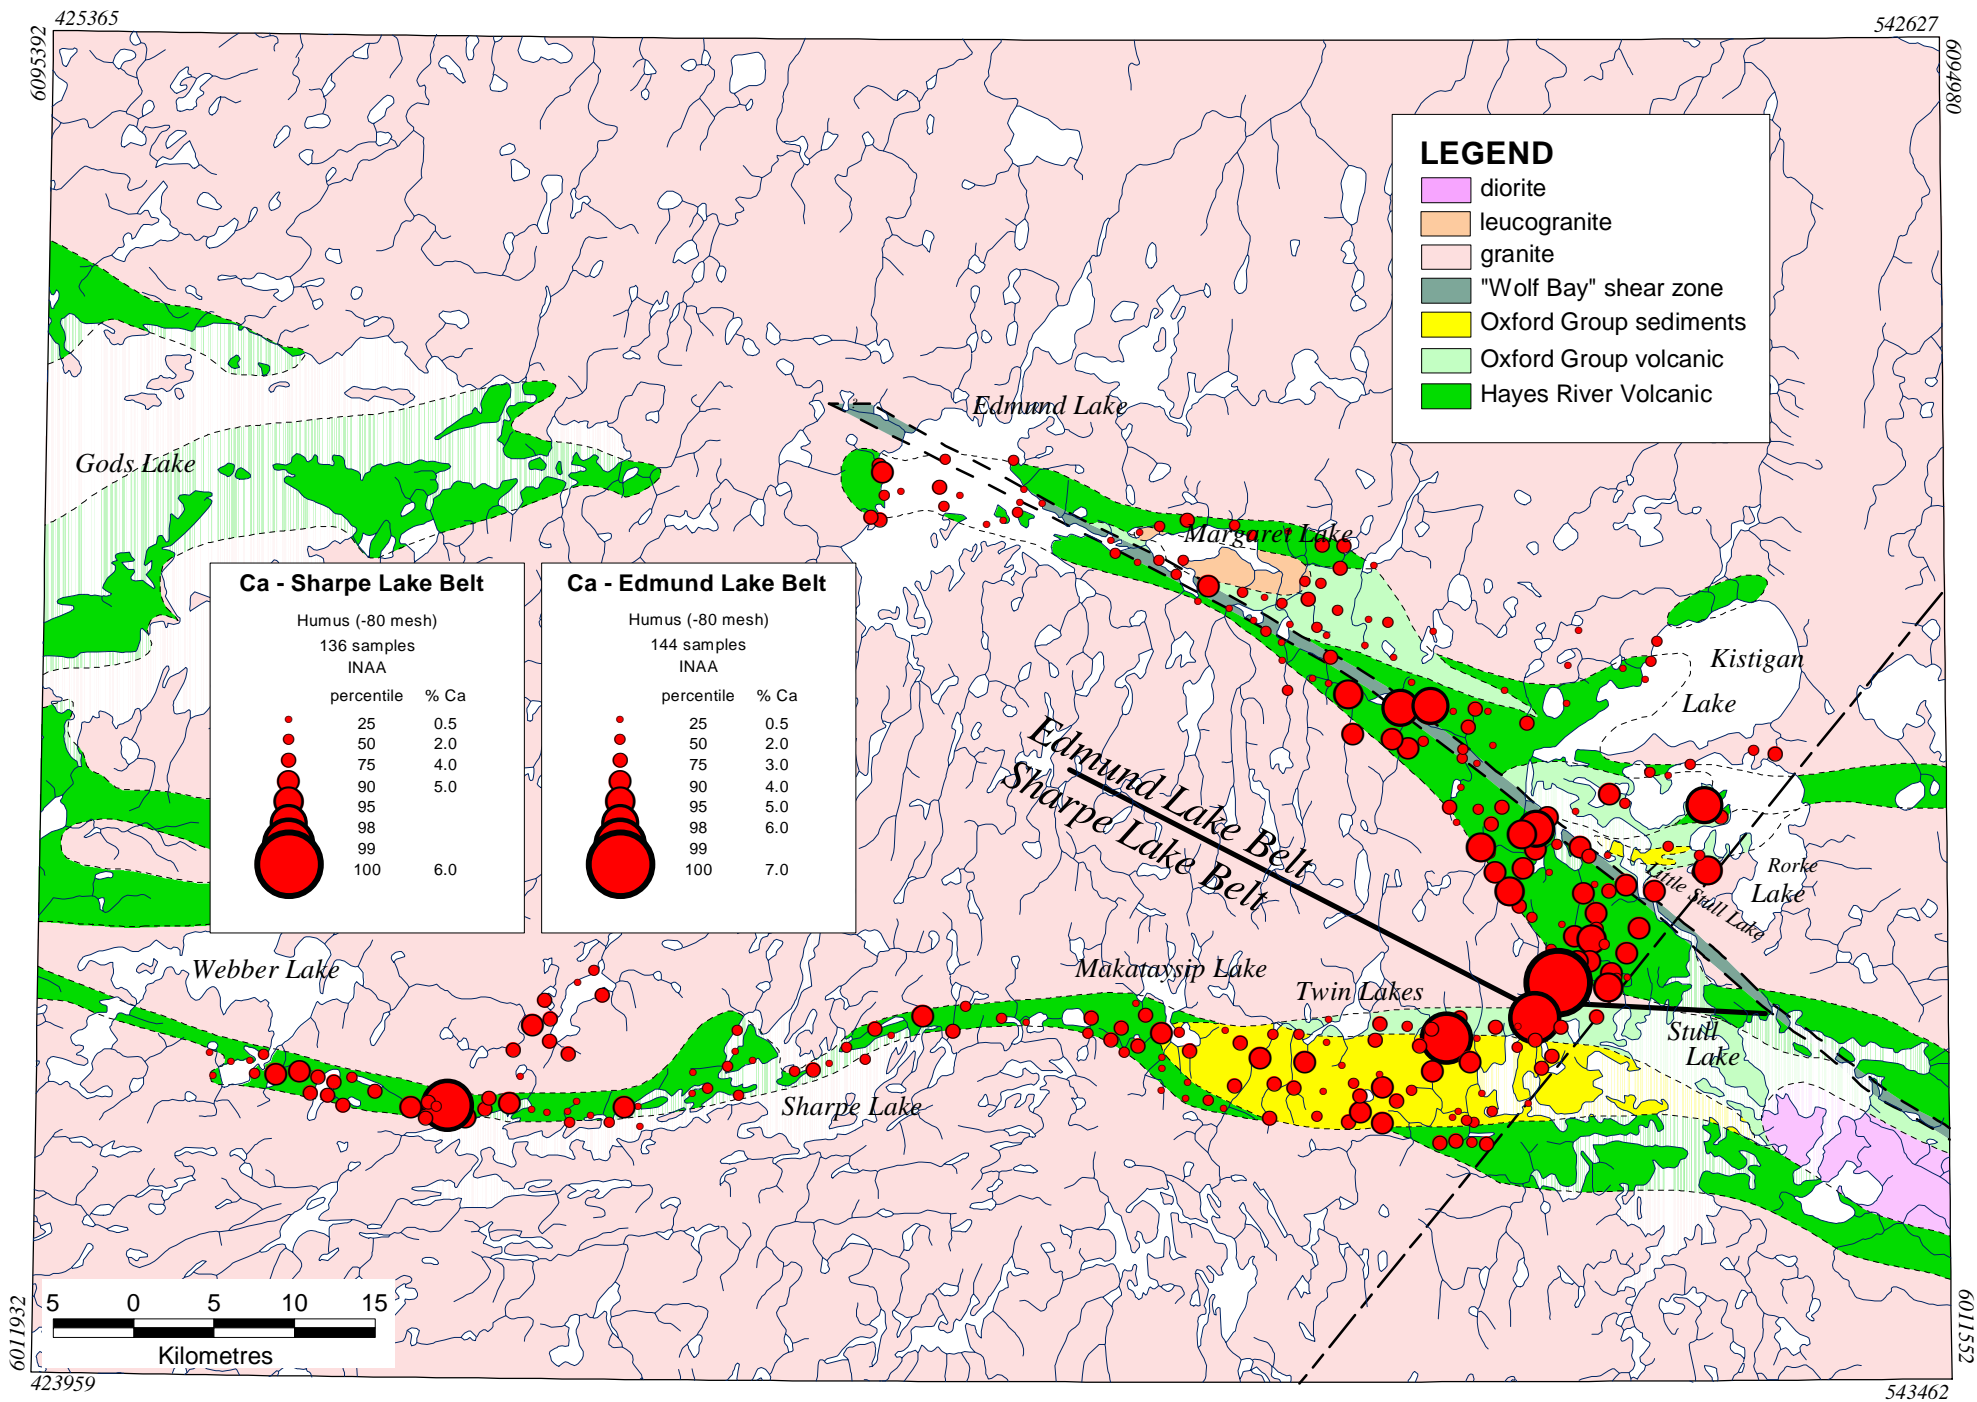 425365
542627
6095392
6094980
LEGEND
diorite
leucogranite
granite
"Wolf Bay" shear zone
Oxford Group sediments
Oxford Group volcanic
Hayes River Volcanic
Edmund Lake
Gods Lake
Margaret Lake
Ca - Sharpe Lake Belt
Humus (-80 mesh)
136 samples
INAA
percentile % Ca
25 0.5
50 2.0
75 4.0
90 5.0
95
98
99
100 6.0
Ca - Edmund Lake Belt
Humus (-80 mesh)
144 samples
INAA
percentile % Ca
25 0.5
50 2.0
75 3.0
90 4.0
95 5.0
98 6.0
99
100 7.0
Kistigan
Lake
Edmund Lake Belt
Sharpe Lake Belt
Rorke
Lake
Little Stull Lake
Webber Lake
Makataysip Lake
Twin Lakes
Stull
Lake
Sharpe Lake
5 0 5 10 15
Kilometres
6011932
6011552
423959
543462